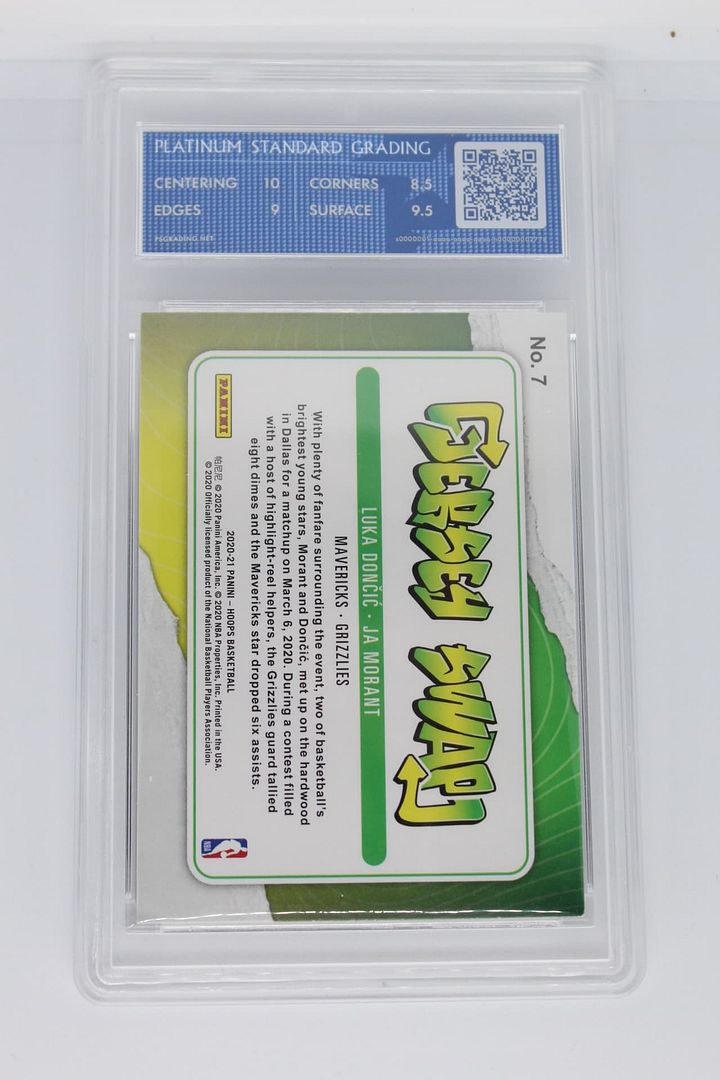 PLATINUM STANDARD GRADING
CENTERING 10 CORNERS 8.5
EDGES 9 SURFACE 9.5
PSGRADING.NET
No. 7
JERSEY SWAP
LUKA DONČIĆ · JA MORANT
MAVERICKS · GRIZZLIES
With plenty of fanfare surrounding the event, two of basketball's
brightest young stars, Morant and Dončić, met up on the hardwood
in Dallas for a matchup on March 6, 2020. During a contest filled
with a host of highlight-reel helpers, the Grizzlies guard tallied
eight dimes and the Mavericks star dropped six assists.
2020-21 PANINI – HOOPS BASKETBALL
帕尼尼 © 2020 Panini America, Inc. © 2020 NBA Properties, Inc. Printed in the USA.
© 2020 Officially licensed product of the National Basketball Players Association.
PANINI
NBA